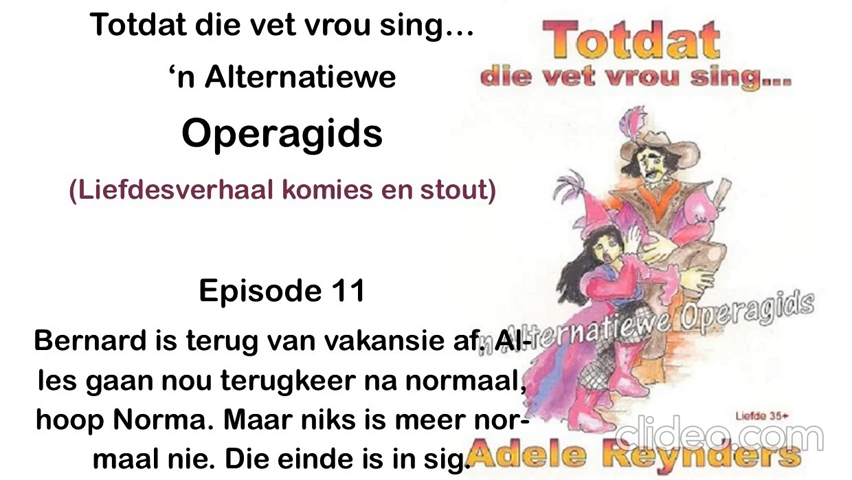 Totdat die vet vrou sing...
‘n Alternatiewe
Operagids
(Liefdesverhaal komies en stout)
Episode 11
Bernard is terug van vakansie af. Al-
les gaan nou terugkeer na normaal,
hoop Norma. Maar niks is meer nor-
maal nie. Die einde is in sig.
Totdat
die vet vrou sing...
'n Alternatiewe Operagids
Liefde 35+
clideo.com
Adele Reynders